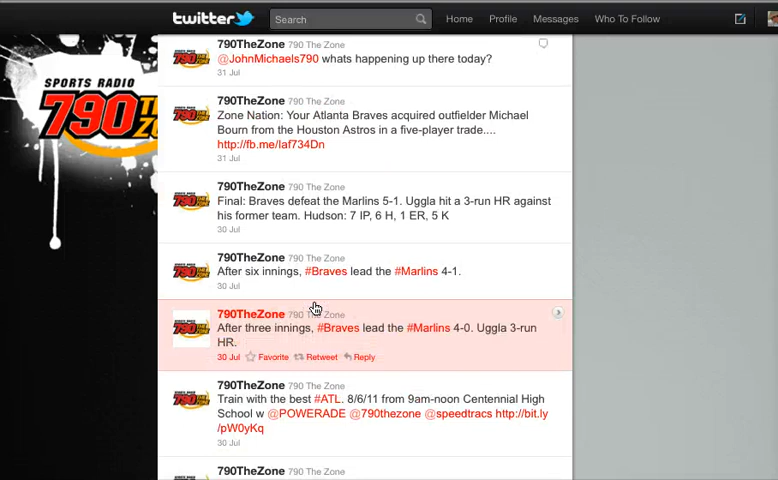 twitter
Search
Home
Profile
Messages
Who To Follow
SPORTS RADIO
790 THE ZO
790TheZone 790 The Zone
@JohnMichaels790 whats happening up there today?
31 Jul
790TheZone 790 The Zone
Zone Nation: Your Atlanta Braves acquired outfielder Michael
Bourn from the Houston Astros in a five-player trade....
http://fb.me/Iaf734Dn
31 Jul
790TheZone 790 The Zone
Final: Braves defeat the Marlins 5-1. Uggla hit a 3-run HR against
his former team. Hudson: 7 IP, 6 H, 1 ER, 5 K
30 Jul
790TheZone 790 The Zone
After six innings, #Braves lead the #Marlins 4-1.
30 Jul
790TheZone 790 The Zone
After three innings, #Braves lead the #Marlins 4-0. Uggla 3-run
HR.
30 Jul Favorite Retweet Reply
790TheZone 790 The Zone
Train with the best #ATL. 8/6/11 from 9am-noon Centennial High
School w @POWERADE @790thezone @speedtracs http://bit.ly
/pW0yKq
30 Jul
790TheZone 790 The Zone